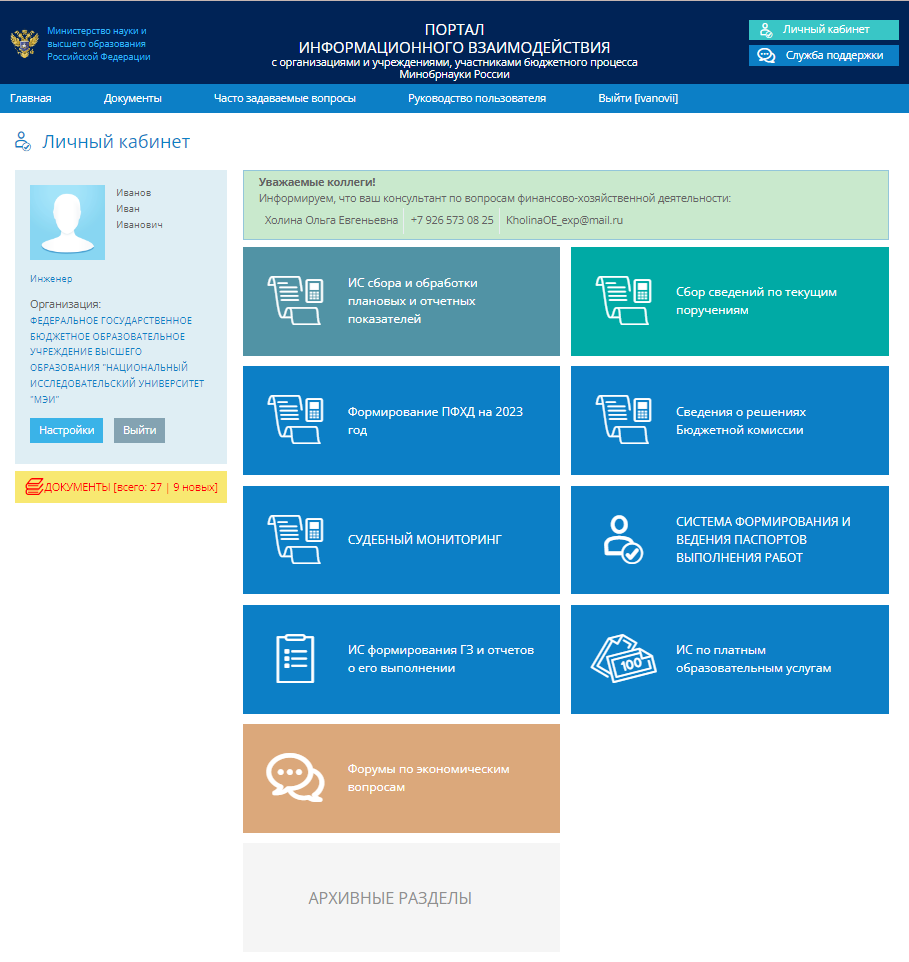 Министерство науки и
высшего образования
Российской Федерации
ПОРТАЛ
ИНФОРМАЦИОННОГО ВЗАИМОДЕЙСТВИЯ
с организациями и учреждениями, участниками бюджетного процесса
Минобрнауки России
Личный кабинет
Служба поддержки
Главная Документы Часто задаваемые вопросы Руководство пользователя Выйти [ivanovii]
Личный кабинет
Иванов
Иван
Иванович
Инженер
Организация:
ФЕДЕРАЛЬНОЕ ГОСУДАРСТВЕННОЕ
БЮДЖЕТНОЕ ОБРАЗОВАТЕЛЬНОЕ
УЧРЕЖДЕНИЕ ВЫСШЕГО
ОБРАЗОВАНИЯ "НАЦИОНАЛЬНЫЙ
ИССЛЕДОВАТЕЛЬСКИЙ УНИВЕРСИТЕТ
"МЭИ"
Настройки Выйти
ДОКУМЕНТЫ [всего: 27 | 9 новых]
Уважаемые коллеги!
Информируем, что ваш консультант по вопросам финансово-хозяйственной деятельности:
Холина Ольга Евгеньевна +7 926 573 08 25 KholinaOE_exp@mail.ru
ИС сбора и обработки
плановых и отчетных
показателей
Сбор сведений по текущим
поручениям
Формирование ПФХД на 2023
год
Сведения о решениях
Бюджетной комиссии
СУДЕБНЫЙ МОНИТОРИНГ
СИСТЕМА ФОРМИРОВАНИЯ И
ВЕДЕНИЯ ПАСПОРТОВ
ВЫПОЛНЕНИЯ РАБОТ
ИС формирования ГЗ и отчетов
о его выполнении
100
ИС по платным
образовательным услугам
Форумы по экономическим
вопросам
АРХИВНЫЕ РАЗДЕЛЫ